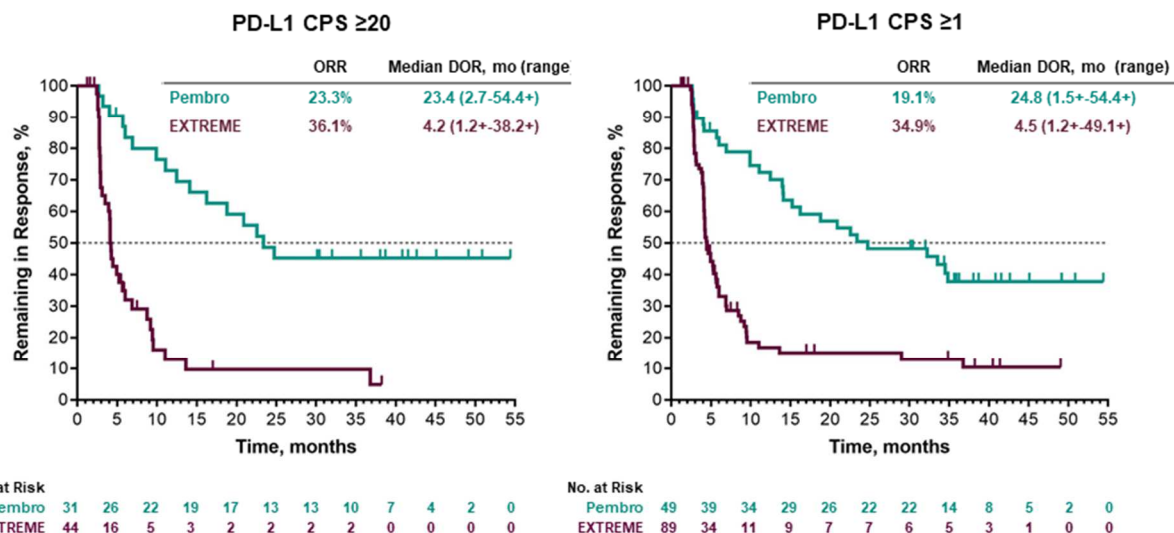 PD-L1 CPS ≥20
ORR Median DOR, mo (range
Pembro 23.3% 23.4 (2.7-54.4+)
EXTREME 36.1% 4.2 (1.2+-38.2+)
Remaining in Response, %
100
90
80
70
60
50
40
30
20
10
0
0 5 10 15 20 25 30 35 40 45 50 55
Time, months
at Risk
embro 31 26 22 19 17 13 13 10 7 4 2 0
TREME 44 16 5 3 2 2 2 2 0 0 0 0
PD-L1 CPS ≥1
ORR Median DOR, mo (range)
Pembro 19.1% 24.8 (1.5+-54.4+)
EXTREME 34.9% 4.5 (1.2+-49.1+)
Remaining in Response, %
100
90
80
70
60
50
40
30
20
10
0
0 5 10 15 20 25 30 35 40 45 50 55
Time, months
No. at Risk
Pembro 49 39 34 29 26 22 22 14 8 5 2 0
EXTREME 89 34 11 9 7 7 6 5 3 1 0 0